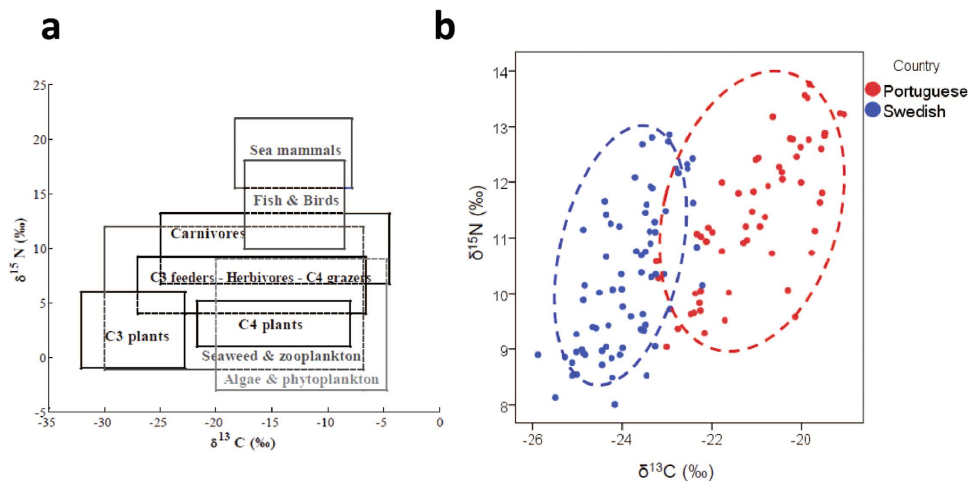 a
25
20
15
10
5
0
-5
-35
-30
-25
-20
-15
-10
-5
0
δ¹⁵ N (‰)
δ¹³ C (‰)
Sea mammals
Fish & Birds
Carnivores
C3 feeders - Herbivores - C4 grazers
C4 plants
C3 plants
Seaweed & zooplankton
Algae & phytoplankton
b
14
13
12
11
10
9
8
-26
-24
-22
-20
δ¹⁵N (‰)
δ¹³C (‰)
Country
Portuguese
Swedish